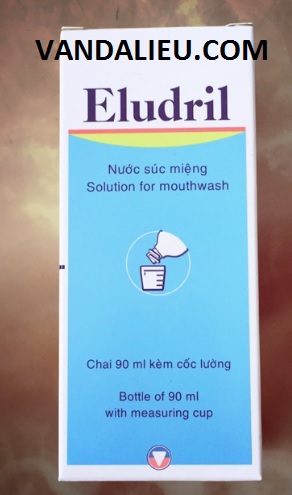 VANDALIEU.COM
Eludril
Nước súc miệng
Solution for mouthwash
Chai 90 ml kèm cốc lường
Bottle of 90 ml
with measuring cup